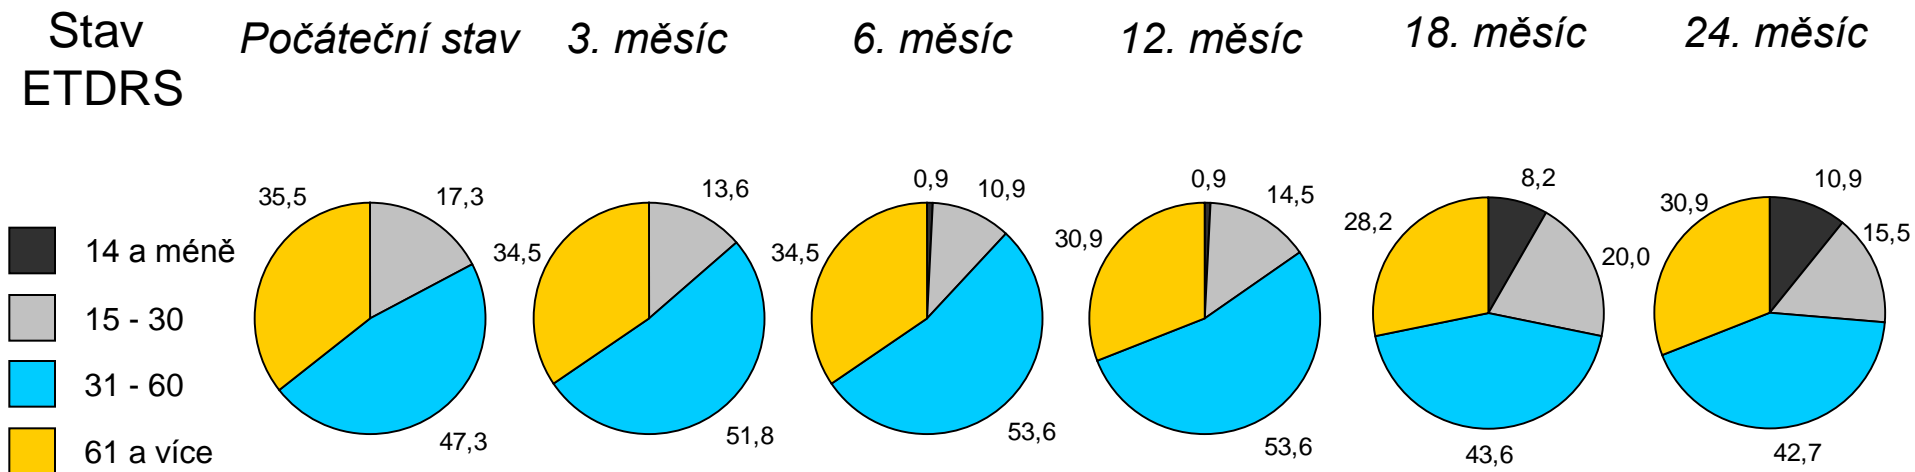 Stav
ETDRS
Počáteční stav
3. měsíc
6. měsíc
12. měsíc
18. měsíc
24. měsíc
14 a méně
15 - 30
31 - 60
61 a více
35,5
17,3
47,3
34,5
13,6
51,8
0,9
10,9
34,5
53,6
0,9
14,5
30,9
53,6
8,2
28,2
20,0
43,6
10,9
30,9
15,5
42,7